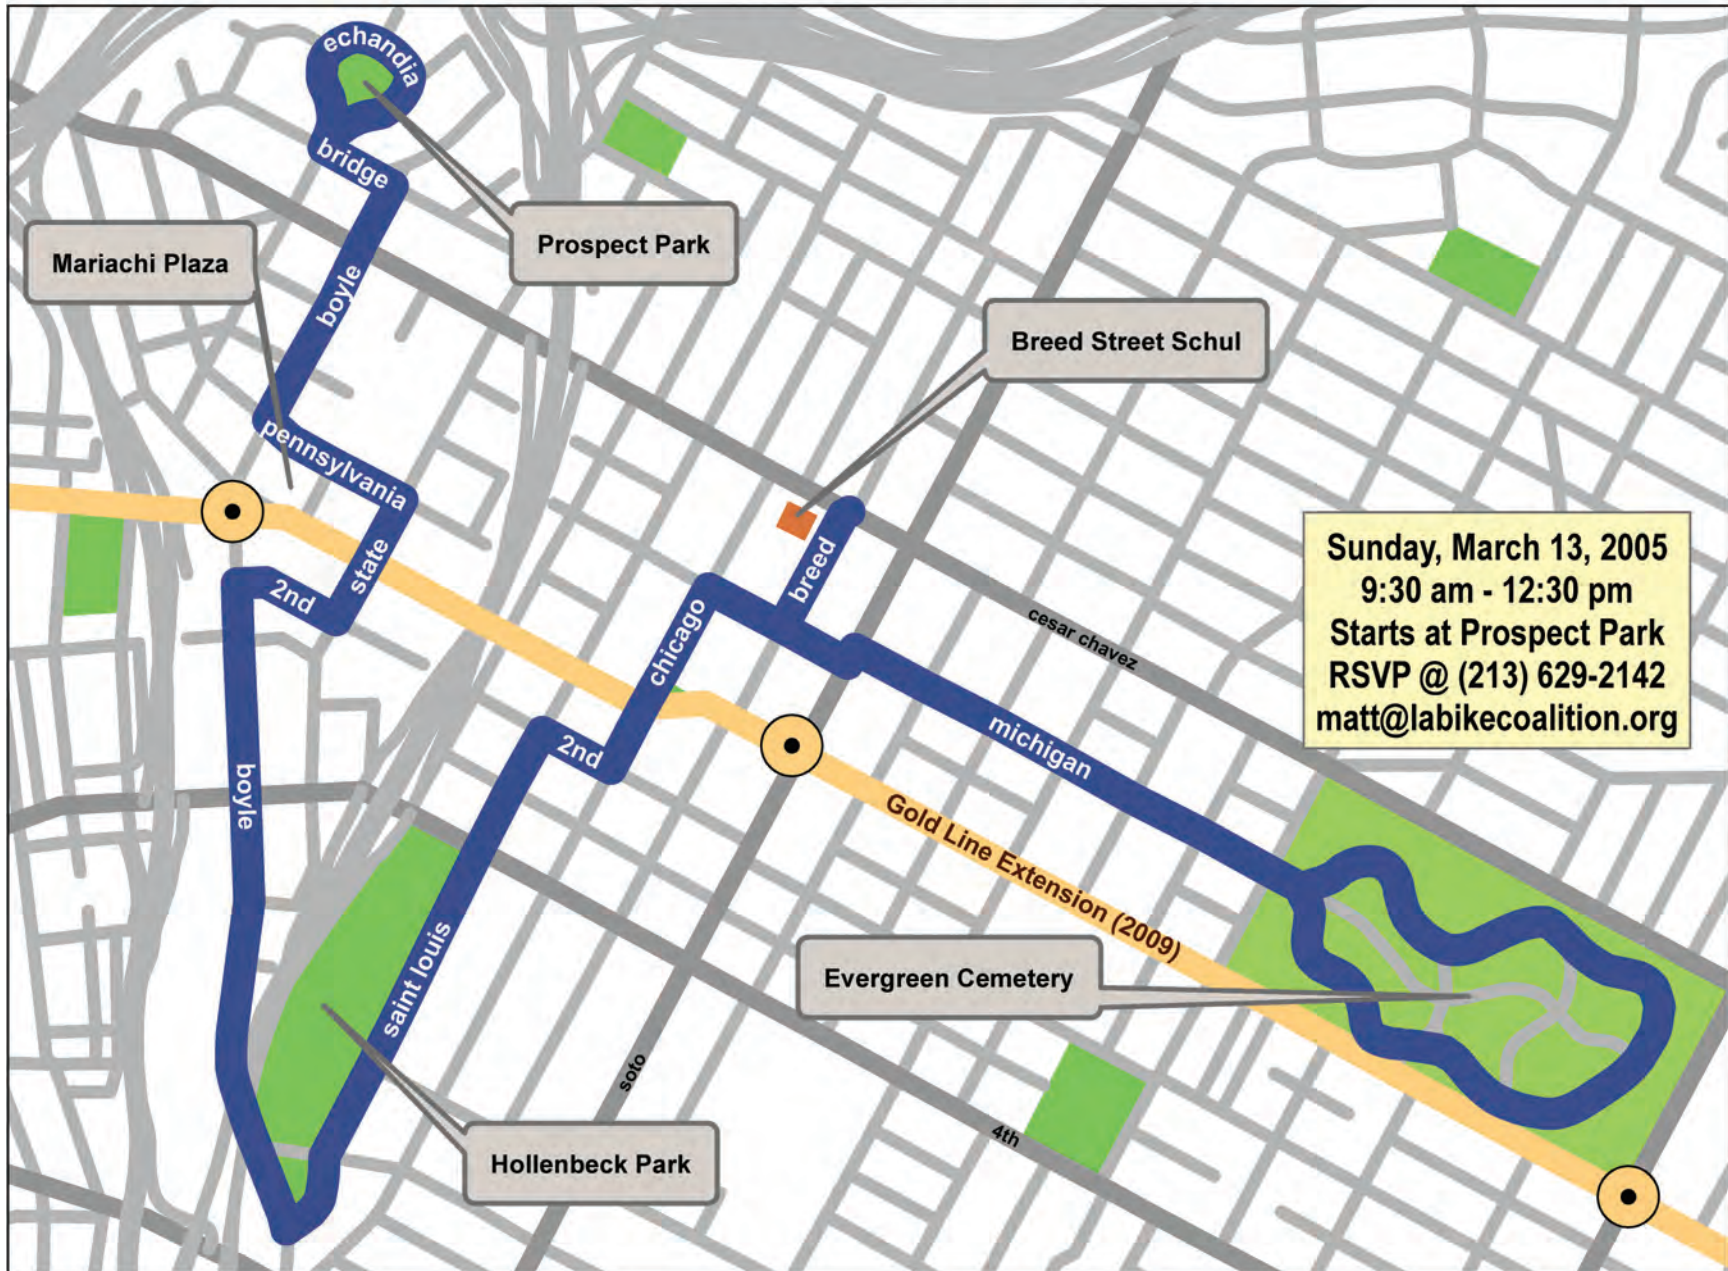 echandia
bridge
Mariachi Plaza
Prospect Park
boyle
Breed Street Schul
pennsylvania
state
2nd
breed
Sunday, March 13, 2005
9:30 am - 12:30 pm
Starts at Prospect Park
RSVP @ (213) 629-2142
matt@labikecoalition.org
cesar chavez
chicago
2nd
michigan
boyle
Gold Line Extension (2009)
saint louis
Evergreen Cemetery
soto
4th
Hollenbeck Park